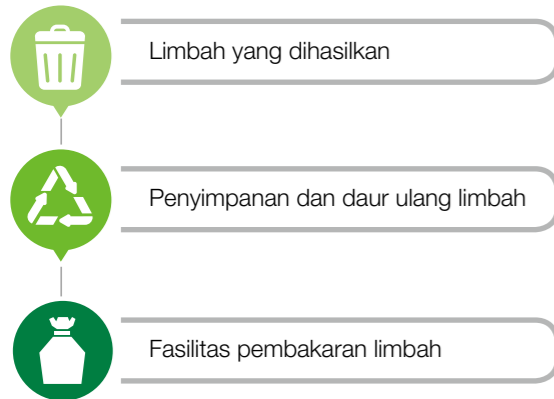 Limbah yang dihasilkan
Penyimpanan dan daur ulang limbah
Fasilitas pembakaran limbah